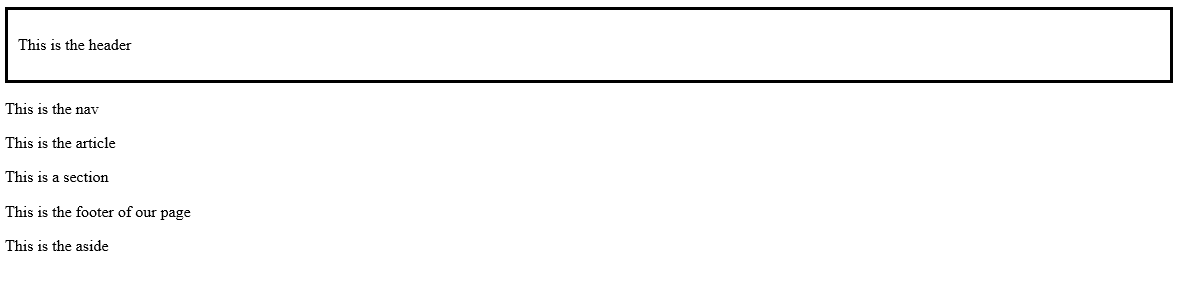 This is the header
This is the nav
This is the article
This is a section
This is the footer of our page
This is the aside